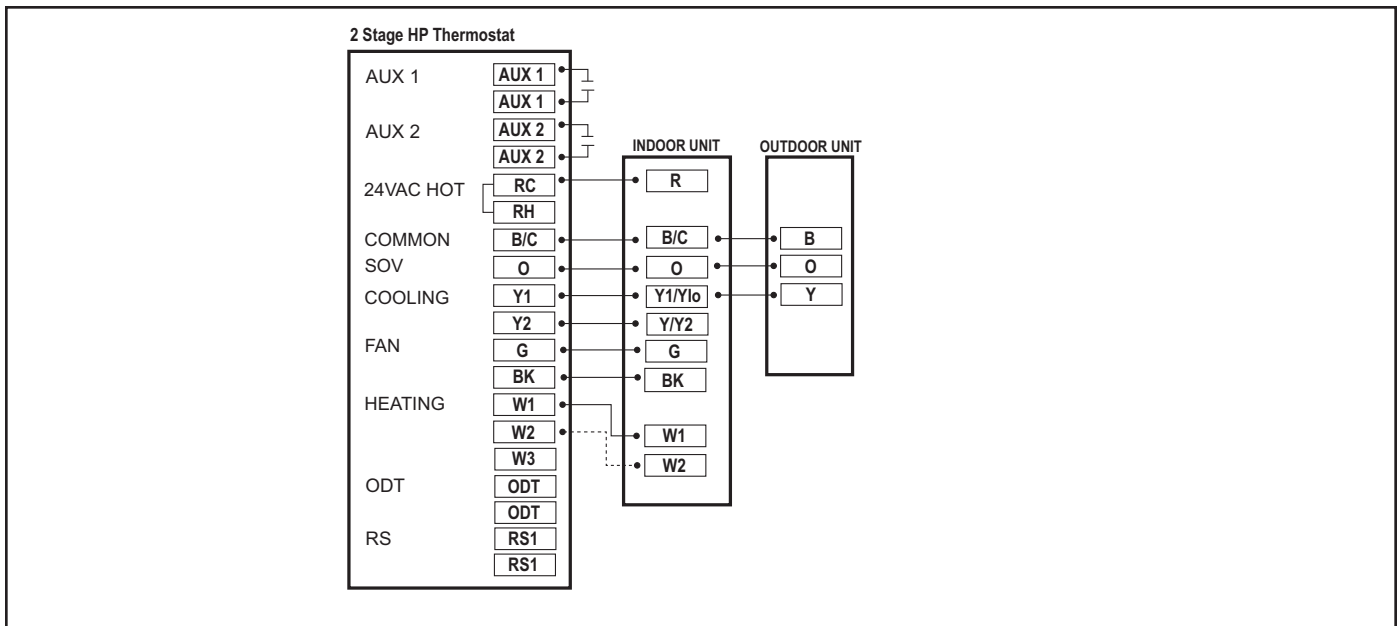 2 Stage HP Thermostat
AUX 1 AUX 1
AUX 1
AUX 2 AUX 2
AUX 2
INDOOR UNIT OUTDOOR UNIT
24VAC HOT RC R
RH
COMMON B/C B/C B
SOV O O O
COOLING Y1 Y1/Ylo Y
Y2 Y/Y2
FAN G G
BK BK
HEATING W1 W1
W2 W2
W3
ODT ODT
ODT
RS RS1
RS1